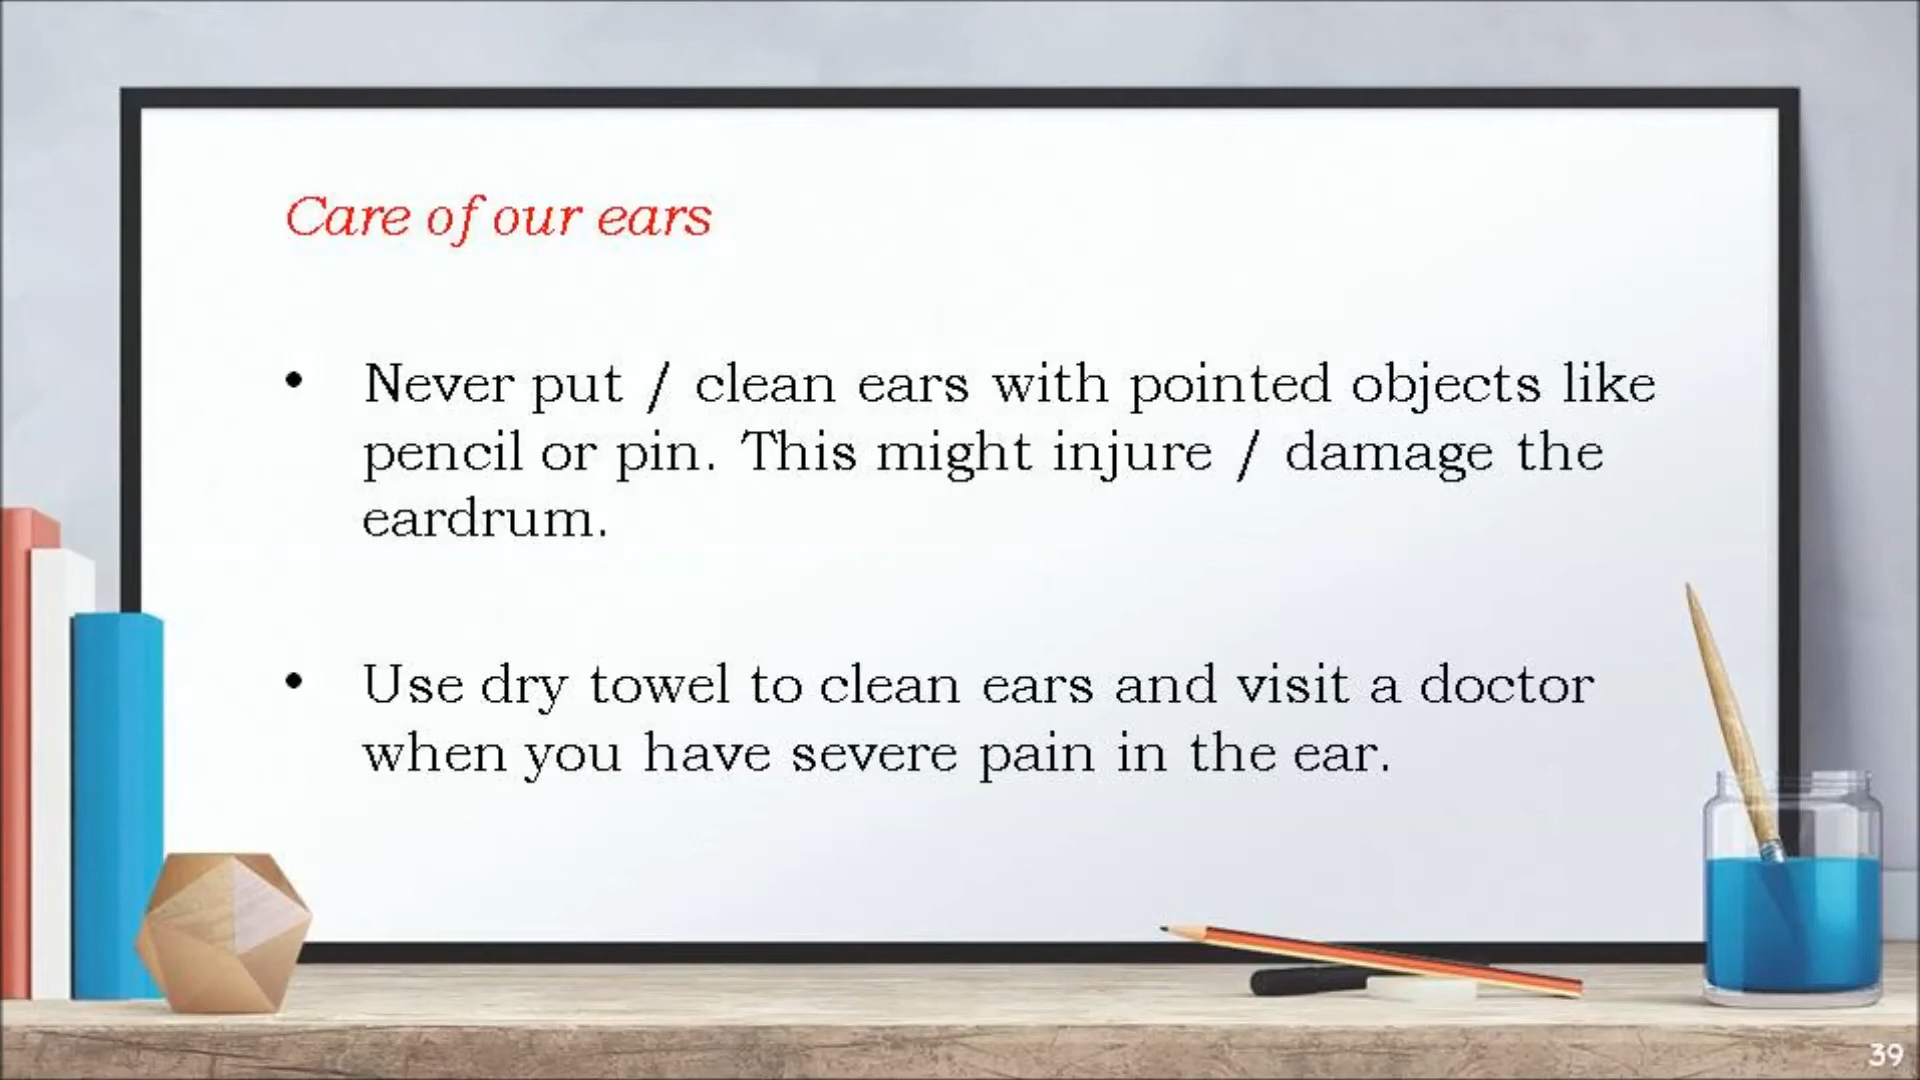 Care of our ears
• Never put / clean ears with pointed objects like
pencil or pin. This might injure / damage the
eardrum.
• Use dry towel to clean ears and visit a doctor
when you have severe pain in the ear.
39